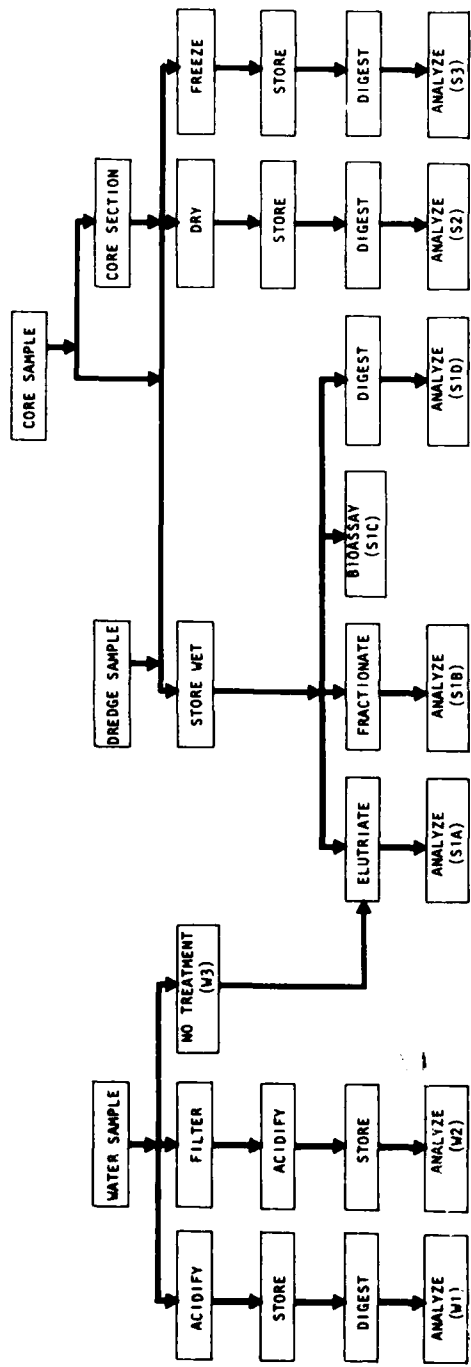 CORE SAMPLE
WATER SAMPLE
DREDGE SAMPLE
CORE SECTION
ACIDIFY
FILTER
NO TREATMENT
(W3)
STORE WET
DRY
FREEZE
STORE
ACIDIFY
STORE
STORE
DIGEST
STORE
ELUTRIATE
FRACTIONATE
BIOASSAY
(S1C)
DIGEST
DIGEST
DIGEST
ANALYZE
(W1)
ANALYZE
(W2)
ANALYZE
(S1A)
ANALYZE
(S1B)
ANALYZE
(S1D)
ANALYZE
(S2)
ANALYZE
(S3)